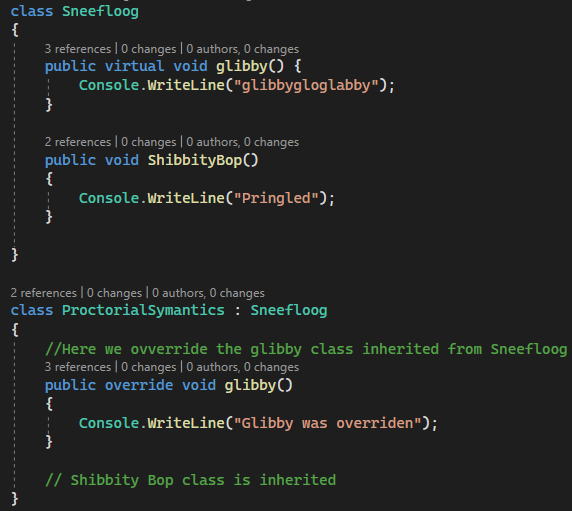 class Sneefloog
{
3 references | 0 changes | 0 authors, 0 changes
public virtual void glibby() {
Console.WriteLine("glibbygloglabby");
}
2 references | 0 changes | 0 authors, 0 changes
public void ShibbityBop()
{
Console.WriteLine("Pringled");
}
}
2 references | 0 changes | 0 authors, 0 changes
class ProctorialSymantics : Sneefloog
{
//Here we ovverride the glibby class inherited from Sneefloog
3 references | 0 changes | 0 authors, 0 changes
public override void glibby()
{
Console.WriteLine("Glibby was overriden");
}
// Shibbity Bop class is inherited
}